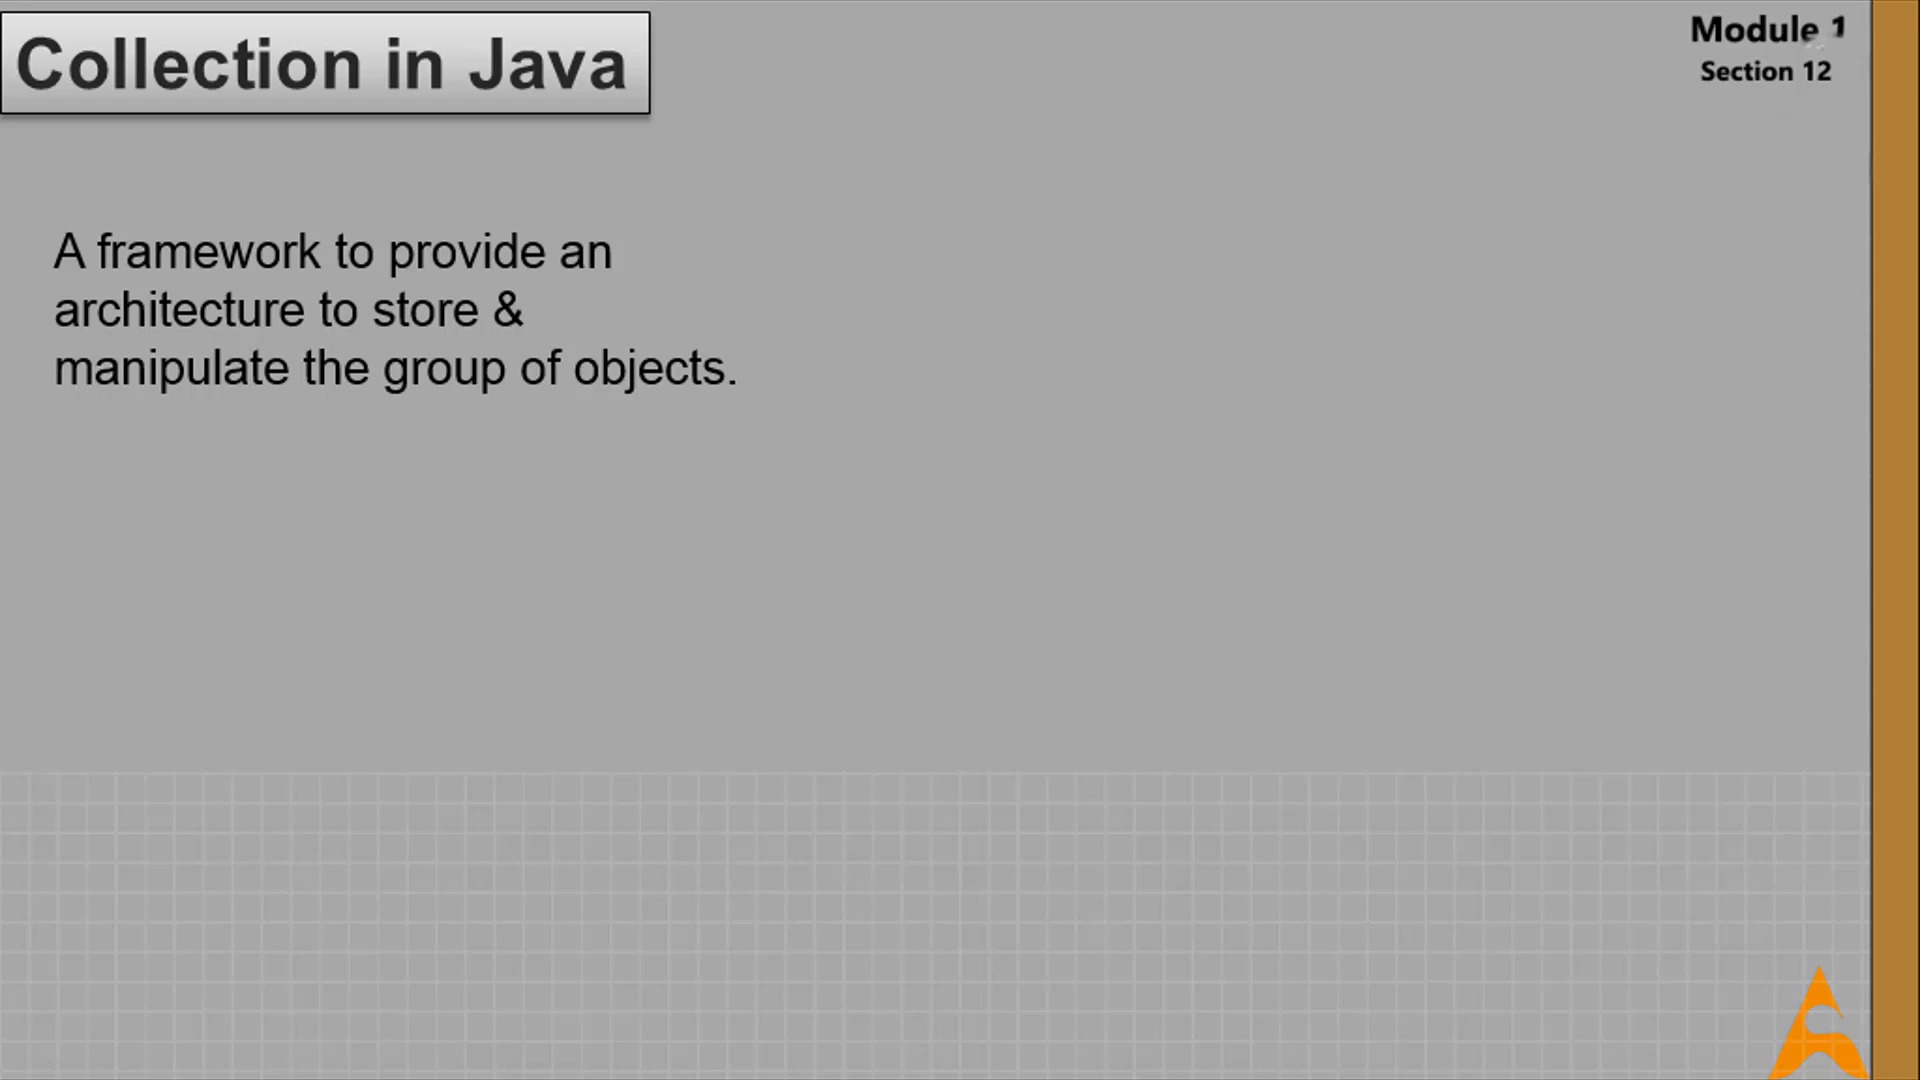 Collection in Java
Module 1
Section 12
A framework to provide an
architecture to store &
manipulate the group of objects.